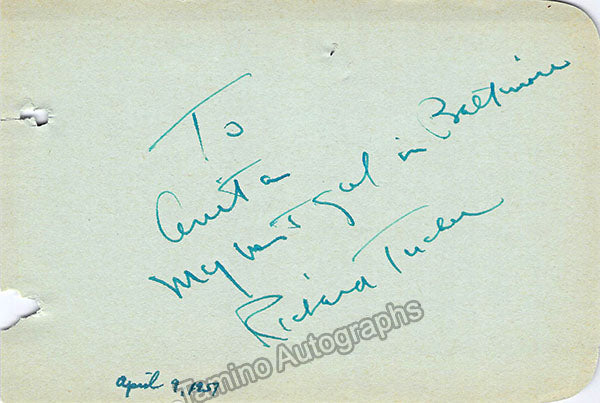 To
Anita
My best gal in Baltimore
Richard Tucker
Tamino Autographs
April 9, 1957